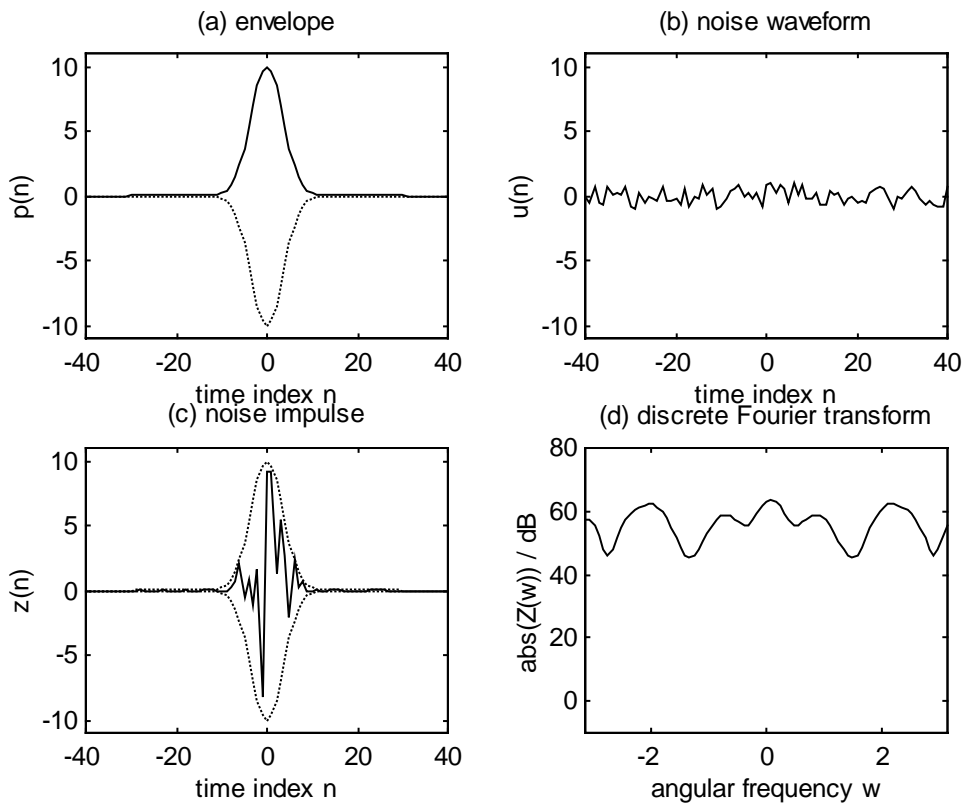 (a) envelope
10
5
0
-5
-10
p(n)
-40 -20 0 20 40
time index n
(b) noise waveform
10
5
0
-5
-10
u(n)
-40 -20 0 20 40
time index n
(c) noise impulse
10
5
0
-5
-10
z(n)
-40 -20 0 20 40
time index n
(d) discrete Fourier transform
80
60
40
20
0
abs(Z(w)) / dB
-2 0 2
angular frequency w